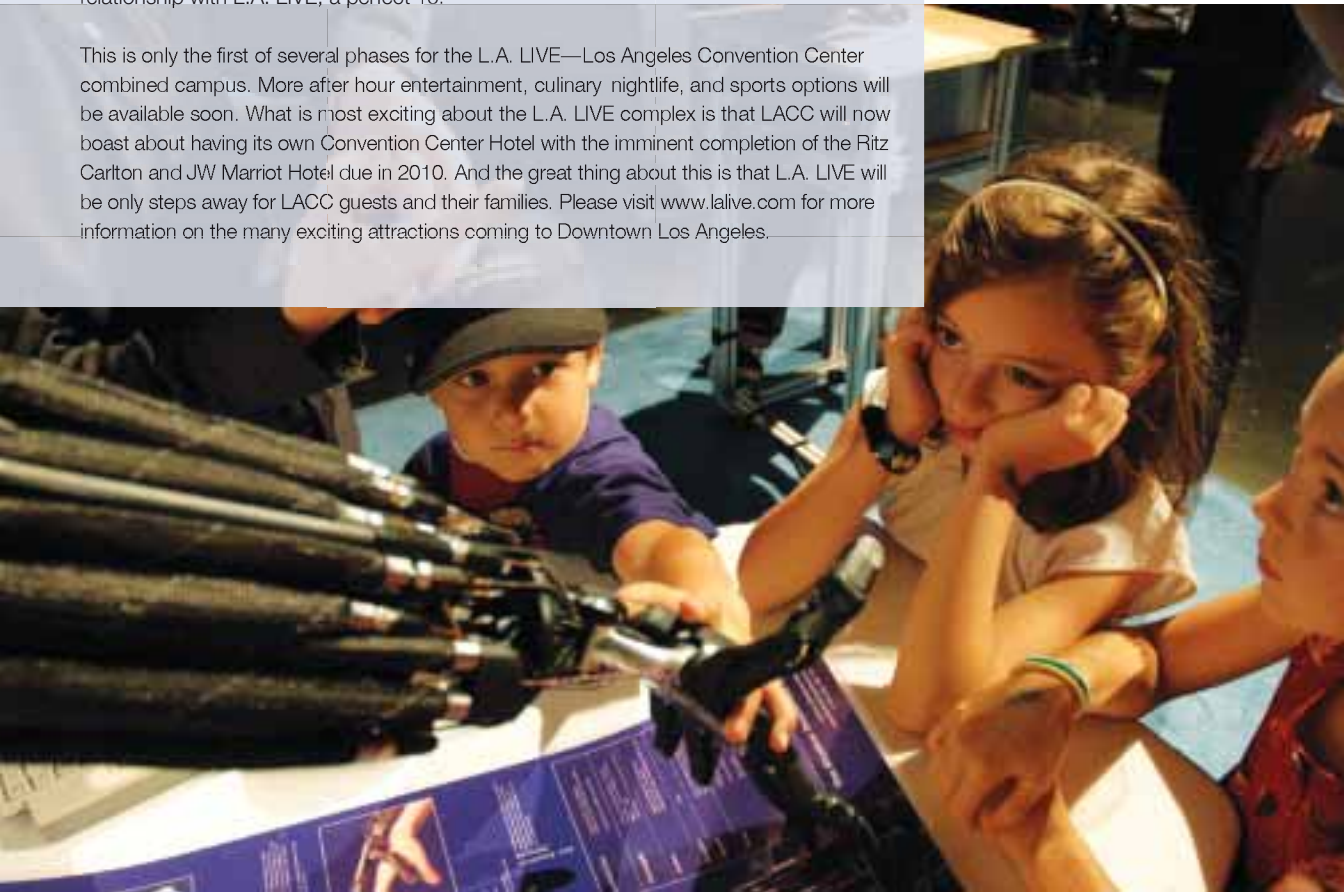 relationship with L.A. LIVE, a perfect 10.
This is only the first of several phases for the L.A. LIVE—Los Angeles Convention Center
combined campus. More after hour entertainment, culinary nightlife, and sports options will
be available soon. What is most exciting about the L.A. LIVE complex is that LACC will now
boast about having its own Convention Center Hotel with the imminent completion of the Ritz
Carlton and JW Marriot Hotel due in 2010. And the great thing about this is that L.A. LIVE will
be only steps away for LACC guests and their families. Please visit www.lalive.com for more
information on the many exciting attractions coming to Downtown Los Angeles.